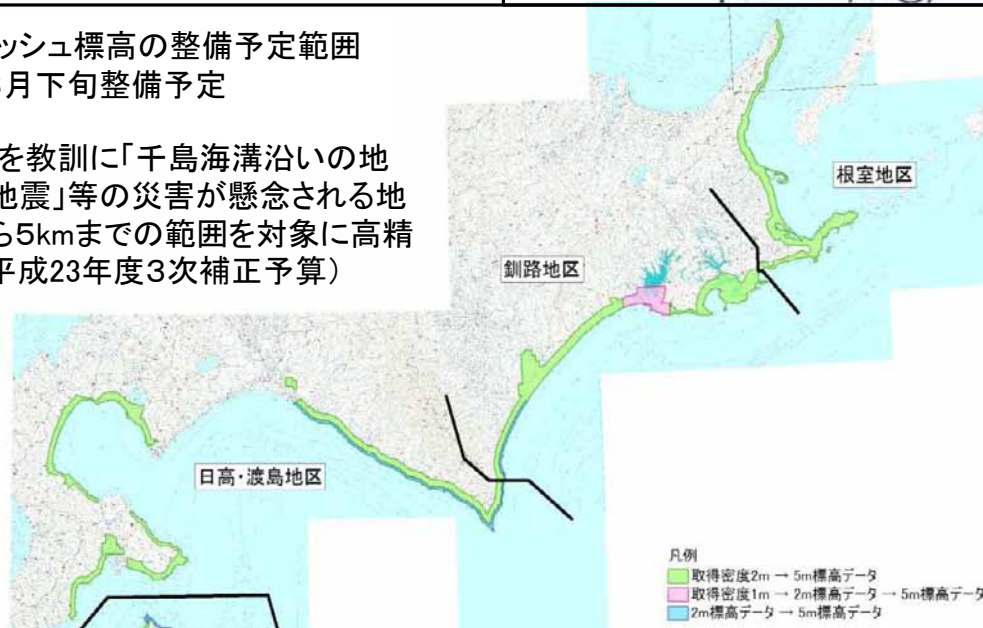 ッシュ標高の整備予定範囲
月下旬整備予定
を教訓に「千島海溝沿いの地
地震」等の災害が懸念される地
ら5kmまでの範囲を対象に高精
平成23年度3次補正予算）
根室地区
釧路地区
日高・渡島地区
凡例
取得密度2m → 5m標高データ
取得密度1m → 2m標高データ → 5m標高データ
2m標高データ → 5m標高データ